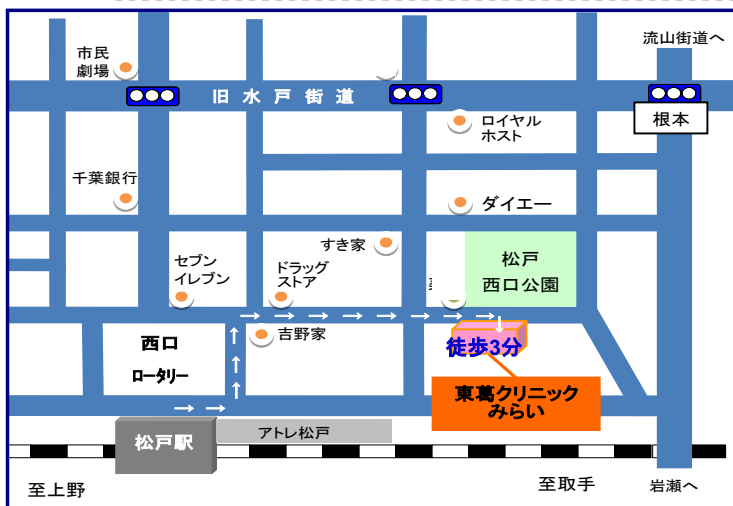 流山街道へ
市民
劇場
旧水戸街道
根本
ロイヤル
ホスト
千葉銀行
ダイエー
すき家
松戸
西口公園
セブン
イレブン
ドラッグ
ストア
吉野家
西口
ロータリー
徒歩3分
東葛クリニック
みらい
アトレ松戸
松戸駅
至上野
至取手
岩瀬へ